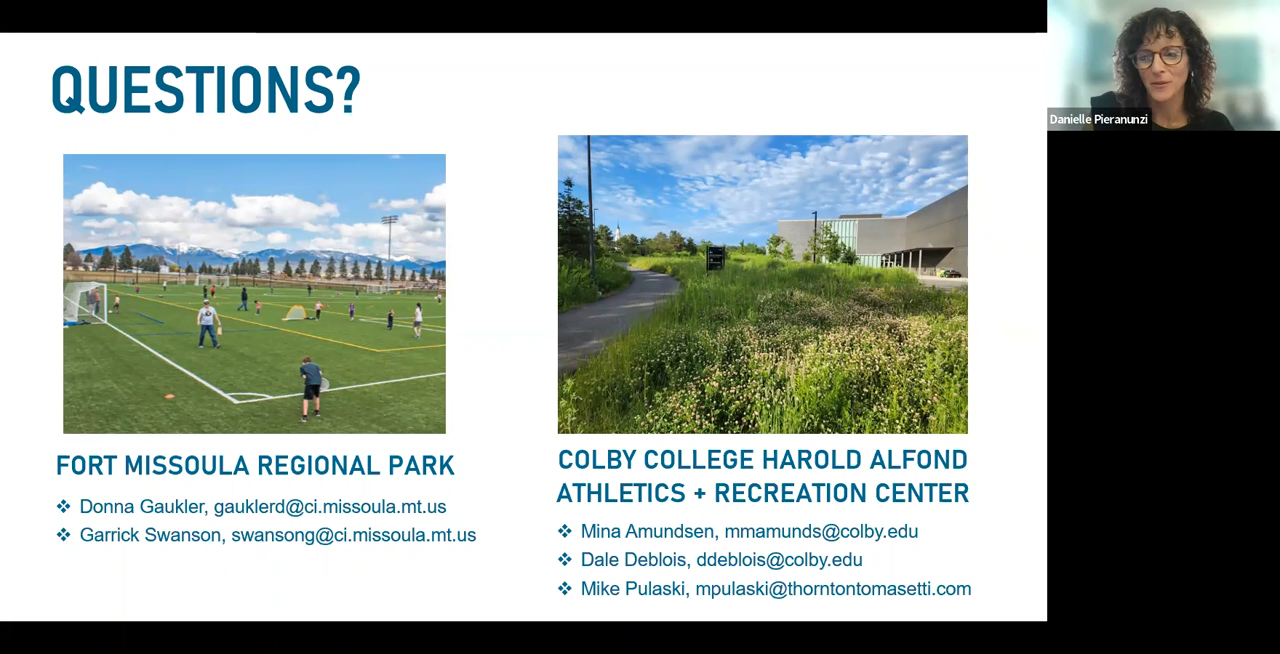 QUESTIONS?
Danielle Pieranunzi
FORT MISSOULA REGIONAL PARK
❖ Donna Gaukler, gauklerd@ci.missoula.mt.us
❖ Garrick Swanson, swansong@ci.missoula.mt.us
COLBY COLLEGE HAROLD ALFOND
ATHLETICS + RECREATION CENTER
❖ Mina Amundsen, mmamunds@colby.edu
❖ Dale Deblois, ddeblois@colby.edu
❖ Mike Pulaski, mpulaski@thorntontomasetti.com